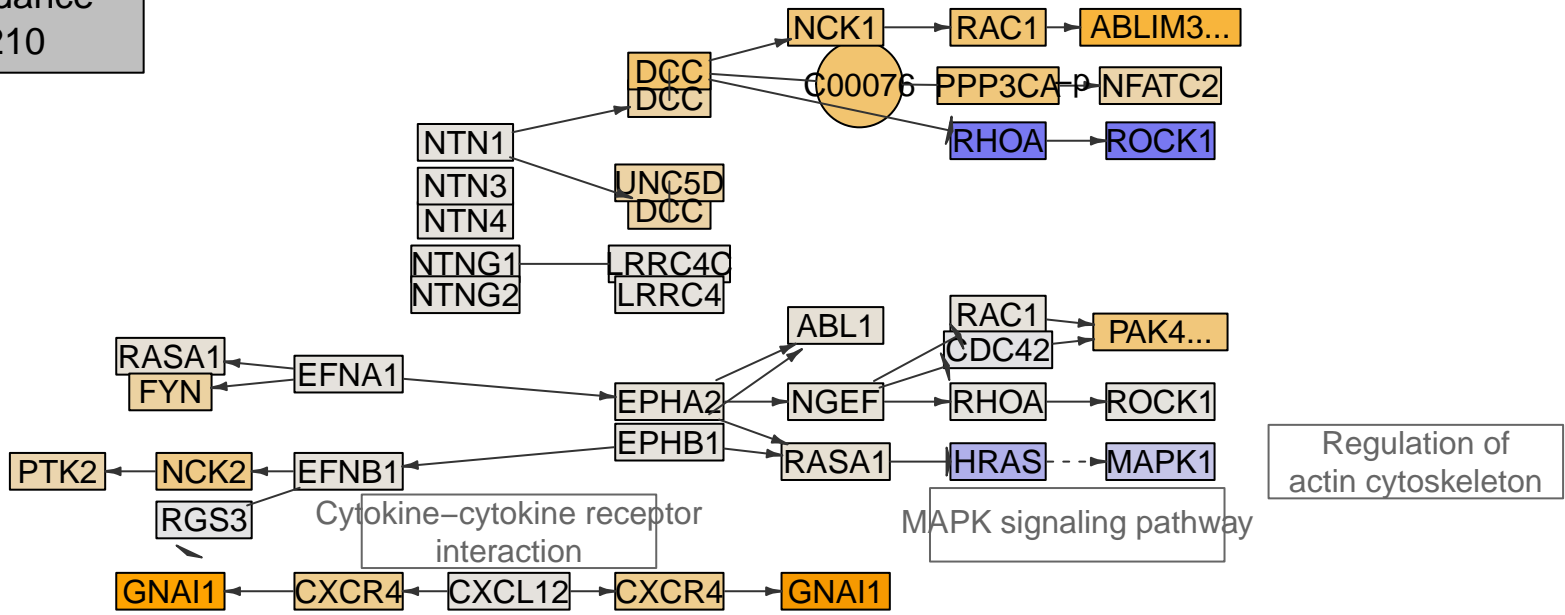 210
NCK1
RAC1
ABLIM3...
DCC
DCC
C00076
PPP3CA
–p
NFATC2
NTN1
RHOA
ROCK1
NTN3
UNC5D
NTN4
DCC
NTNG1
LRRC4C
NTNG2
LRRC4
RAC1
ABL1
PAK4...
CDC42
RASA1
EFNA1
FYN
EPHA2
NGEF
RHOA
ROCK1
EPHB1
PTK2
NCK2
EFNB1
RASA1
HRAS
MAPK1
Regulation of
actin cytoskeleton
RGS3
Cytokine–cytokine receptor
interaction
MAPK signaling pathway
GNAI1
CXCR4
CXCL12
CXCR4
GNAI1